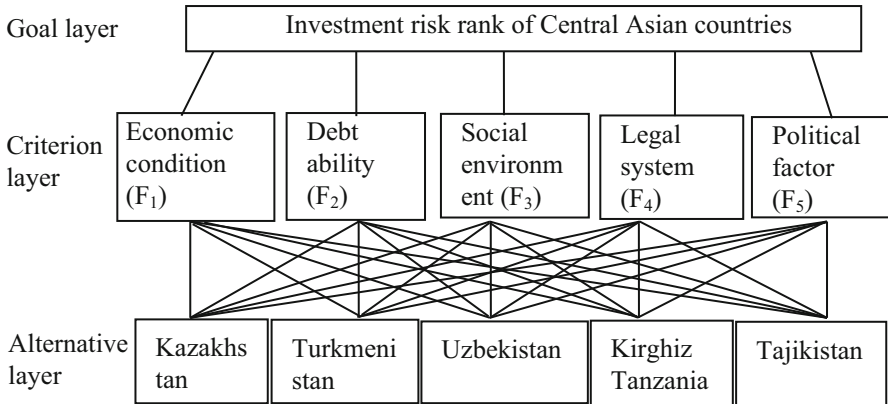 Goal layer
Investment risk rank of Central Asian countries
Criterion
layer
Economic
condition
(F₁)
Debt
ability
(F₂)
Social
environm
ent (F₃)
Legal
system
(F₄)
Political
factor
(F₅)
Alternative
layer
Kazakhs
tan
Turkmeni
stan
Uzbekistan
Kirghiz
Tanzania
Tajikistan